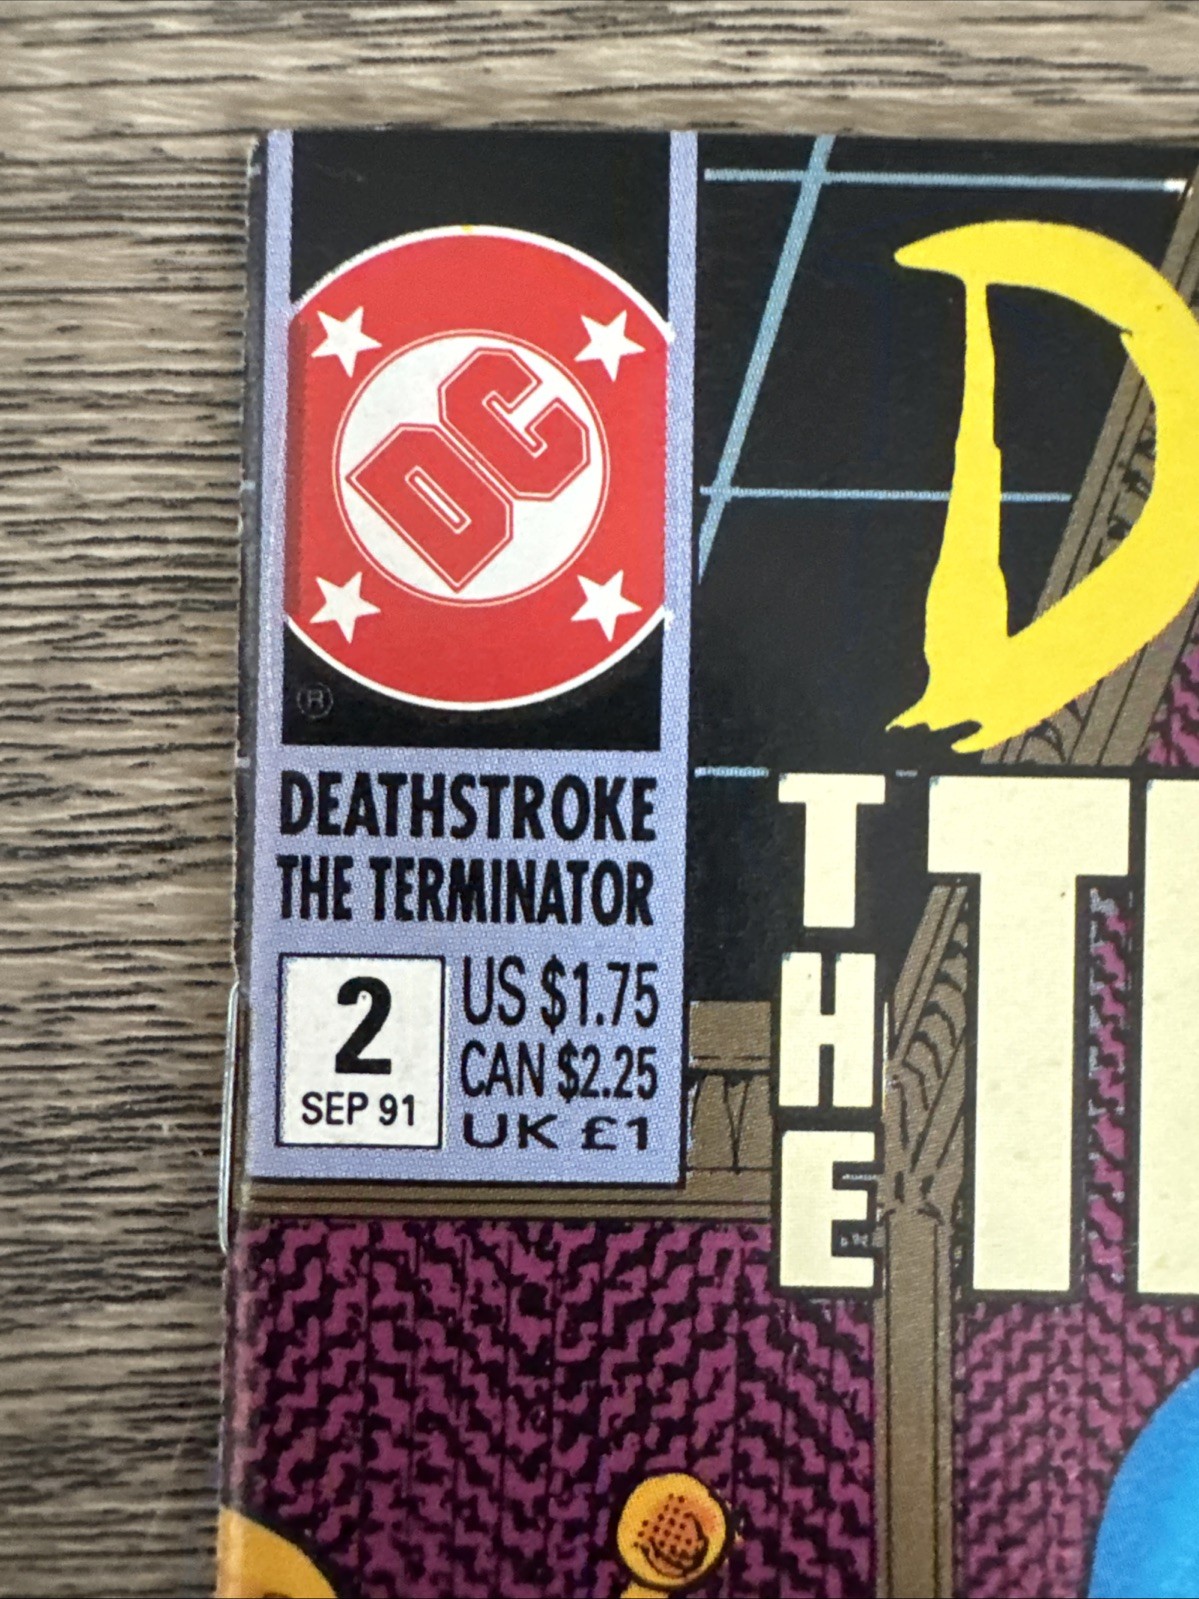 DC
®
DEATHSTROKE
THE TERMINATOR
2
SEP 91
US $1.75
CAN $2.25
UK £1
D
THE
T